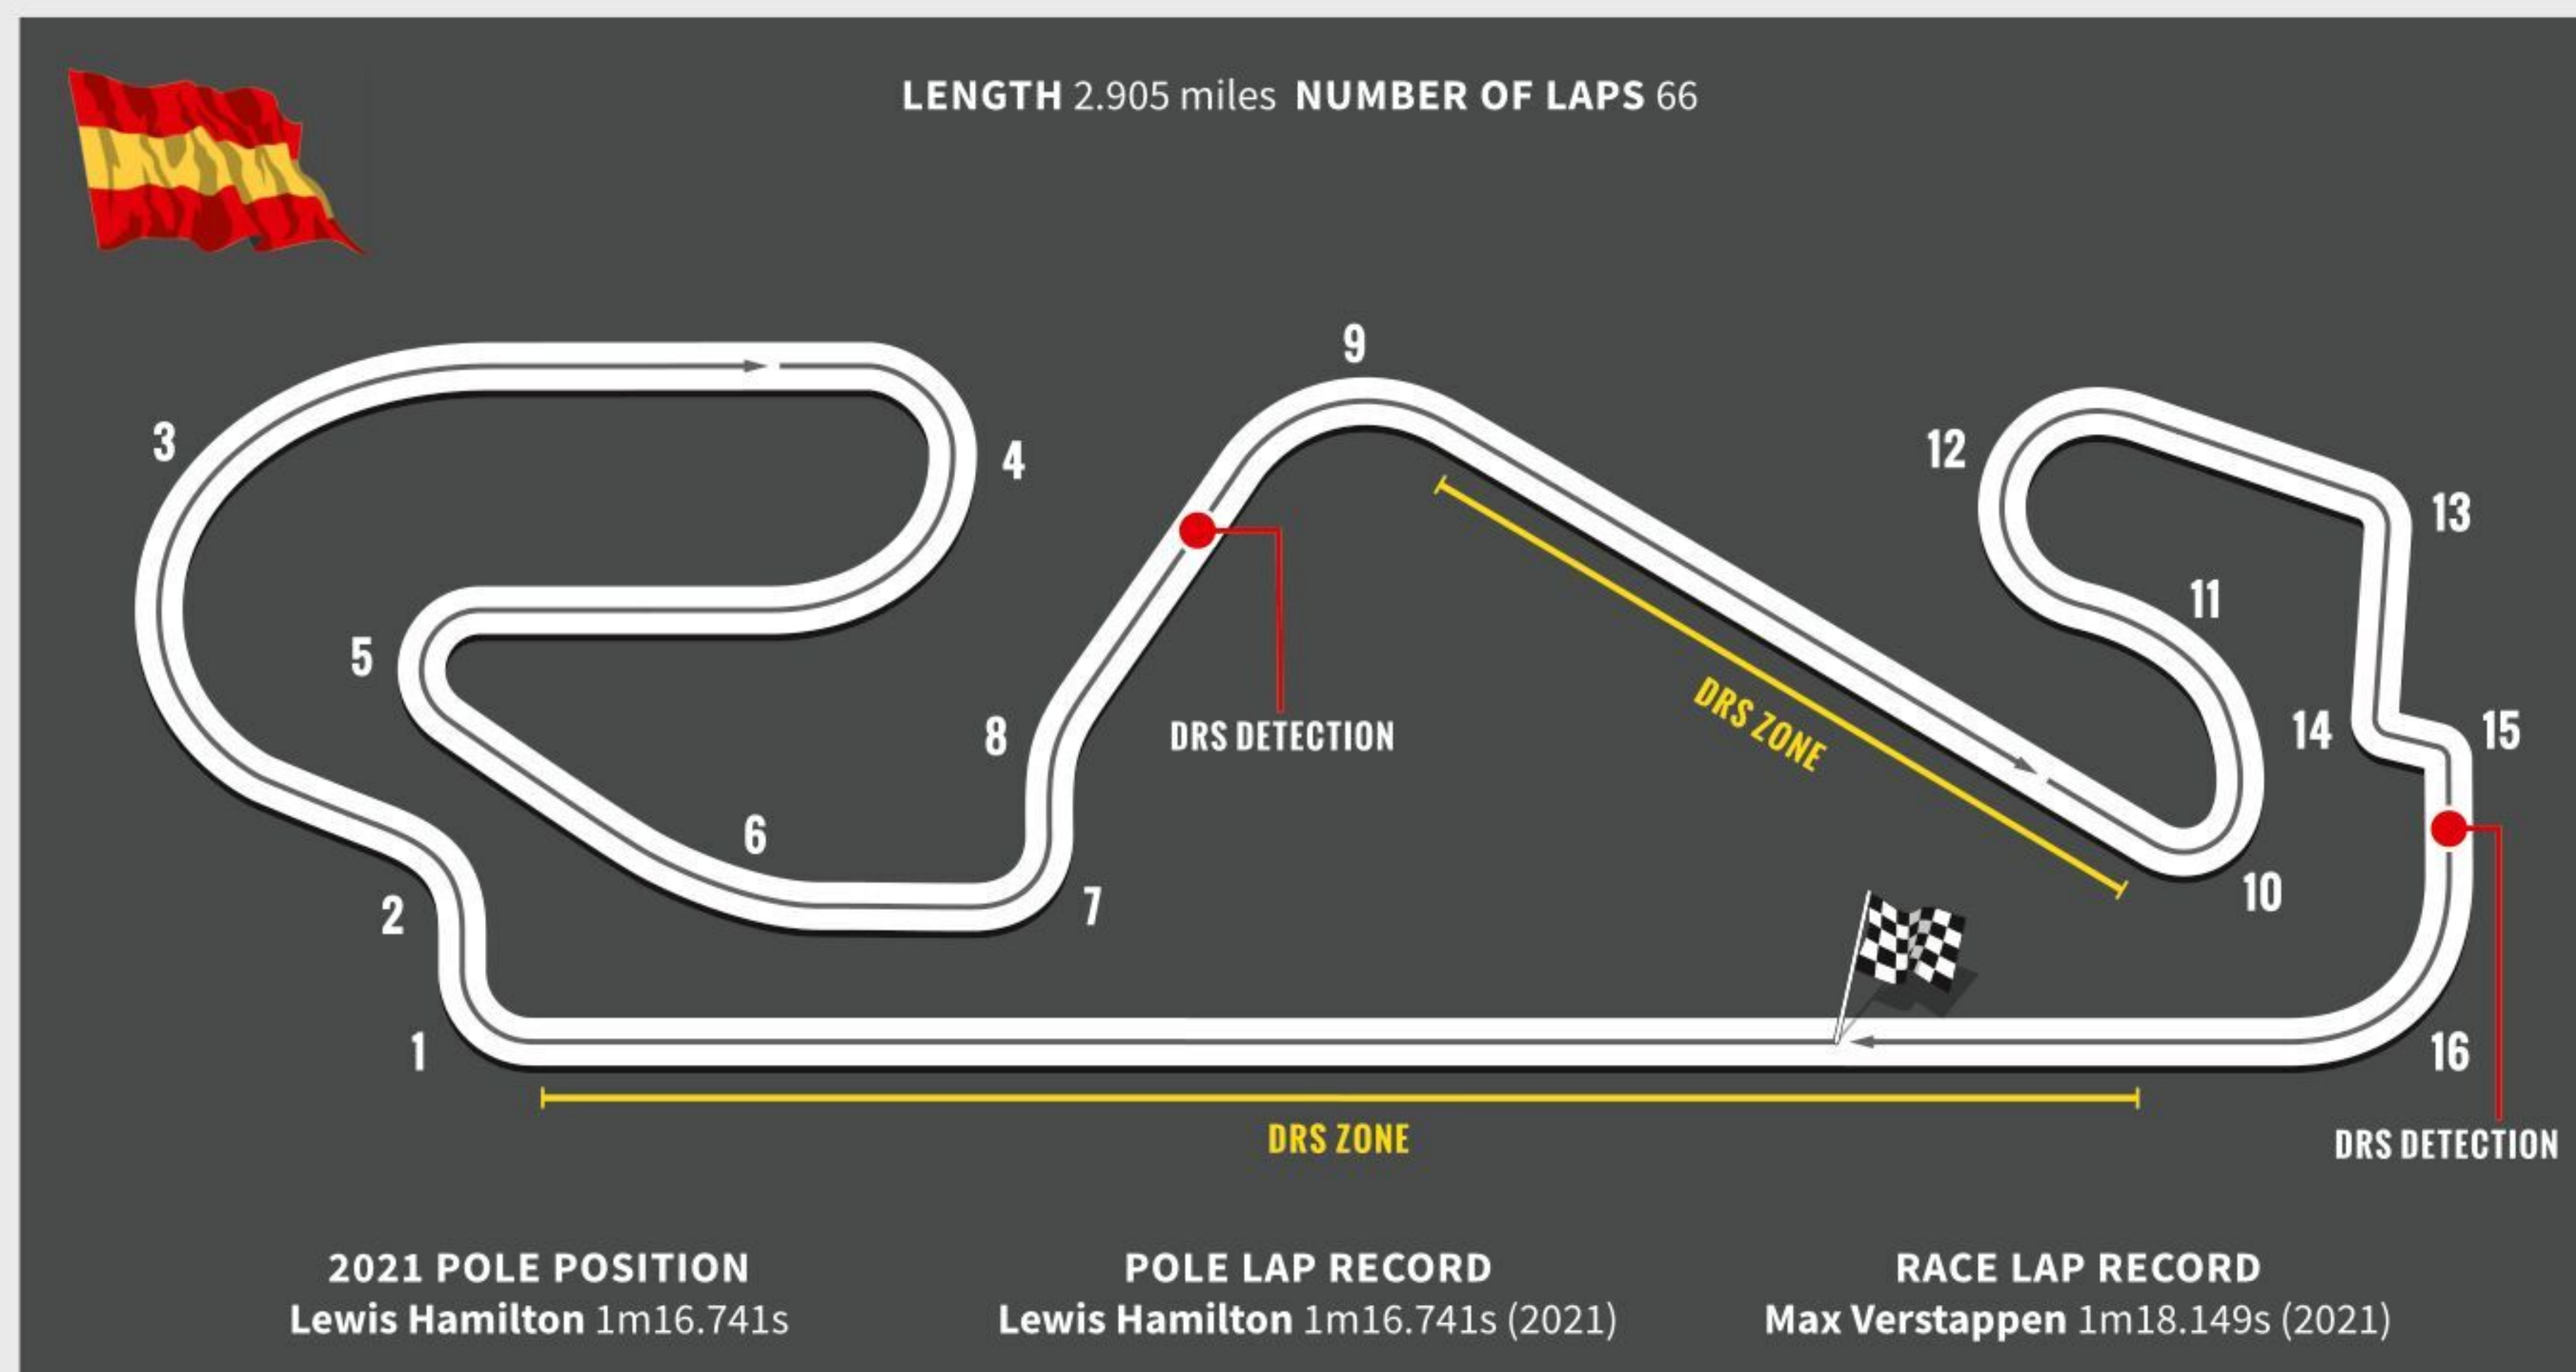 LENGTH 2.905 miles NUMBER OF LAPS 66
9
3
4
12
13
11
5
8
DRS DETECTION
DRS ZONE
14
15
6
2
7
10
1
16
DRS ZONE
DRS DETECTION
2021 POLE POSITION
Lewis Hamilton 1m16.741s
POLE LAP RECORD
Lewis Hamilton 1m16.741s (2021)
RACE LAP RECORD
Max Verstappen 1m18.149s (2021)